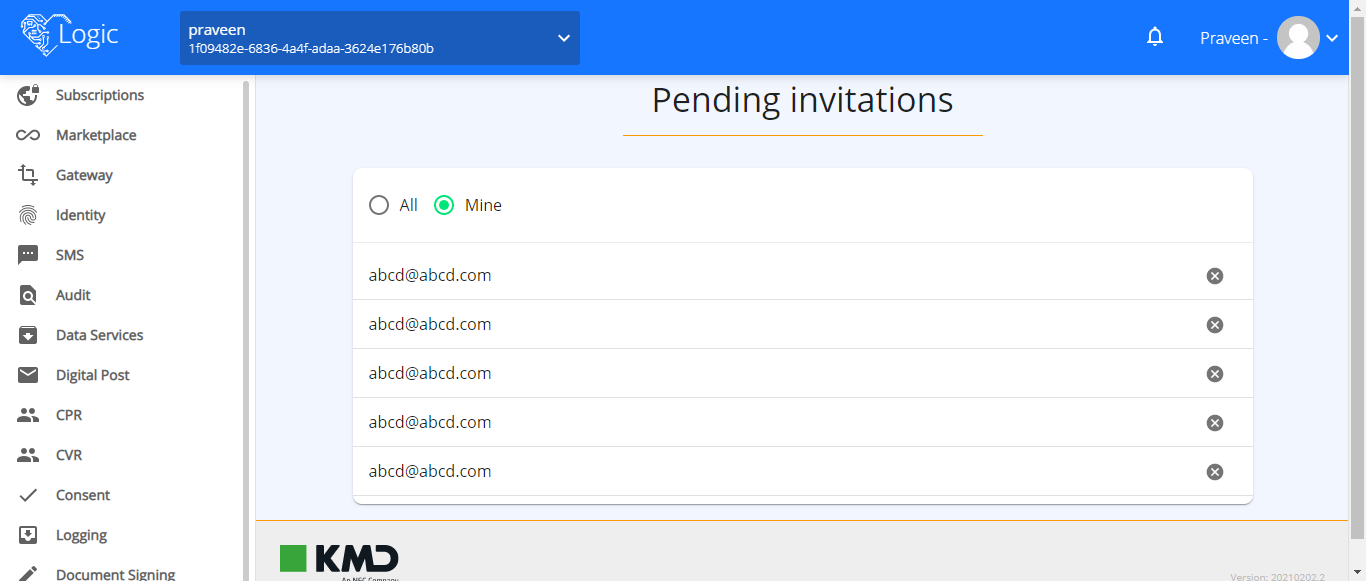 Logic
praveen
1f09482e-6836-4a4f-adaa-3624e176b80b
Praveen -
Subscriptions
Marketplace
Gateway
Identity
SMS
Audit
Data Services
Digital Post
CPR
CVR
Consent
Logging
Document Signing
Pending invitations
All
Mine
abcd@abcd.com
abcd@abcd.com
abcd@abcd.com
abcd@abcd.com
abcd@abcd.com
KMD
An NEC Company
Version: 20210202.2